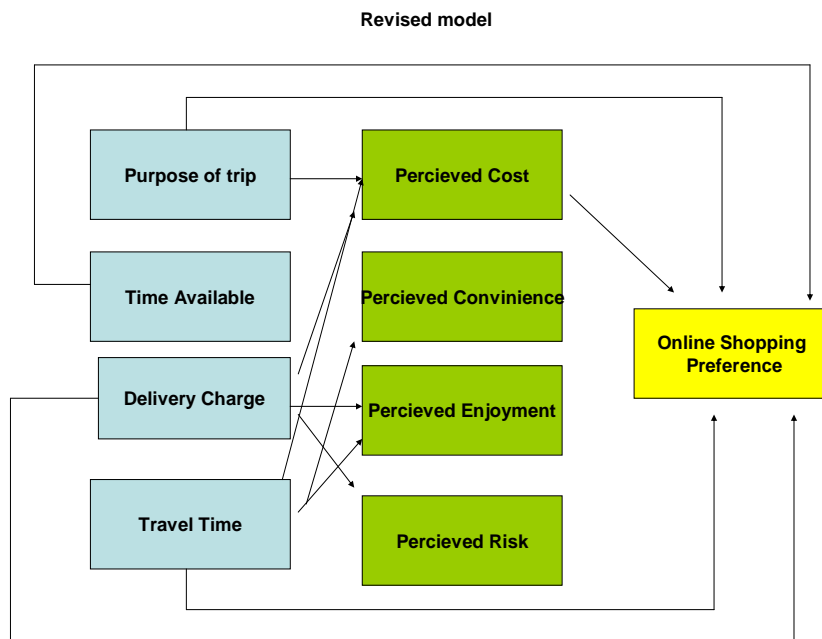 Revised model
Purpose of trip
Percieved Cost
Time Available
Percieved Convinience
Online Shopping
Preference
Delivery Charge
Percieved Enjoyment
Travel Time
Percieved Risk